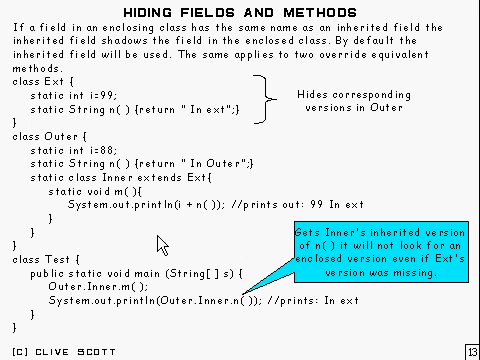 HIDING FIELDS AND METHODS
If a field in an enclosing class has the same name as an inherited field the
inherited field shadows the field in the enclosed class. By default the
inherited field will be used. The same applies to two override equivalent
methods.
class Ext {
static int i=99;
static String n( ) {return " In ext";}
}
Hides corresponding
versions in Outer
class Outer {
static int i=88;
static String n( ) {return " In Outer";}
static class Inner extends Ext{
static void m( ){
System.out.println(i + n( )); //prints out: 99 In ext
}
}
}
class Test {
public static void main (String[ ] s) {
Outer.Inner.m( );
System.out.println(Outer.Inner.n( )); //prints: In ext
}
}
Gets Inner's inherited version
of n( ) it will not look for an
enclosed version even if Ext's
version was missing.
(C) CLIVE SCOTT
13